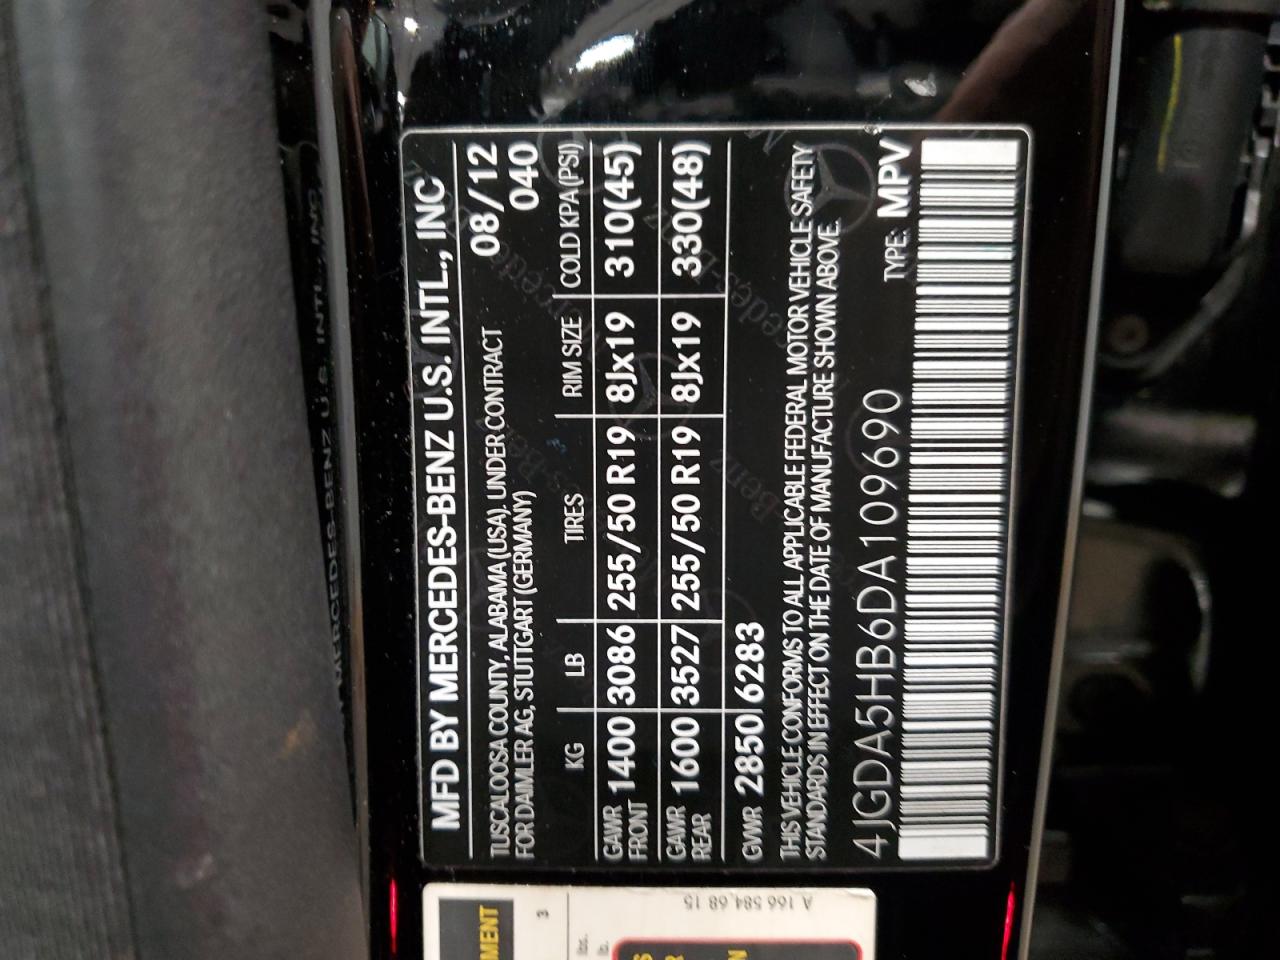 MFD BY MERCEDES-BENZ U.S. INTL., INC
TUSCALOOSA COUNTY, ALABAMA (USA). UNDER CONTRACT 08/12
FOR DAIMLER AG, STUTTGART (GERMANY) 040
KG LB TIRES RIM SIZE COLD KPA (PSI)
GAWR FRONT 1400 3086 255/50 R19 8Jx19 310(45)
GAWR REAR 1600 3527 255/50 R19 8Jx19 330(48)
GVWR 2850 6283
THIS VEHICLE CONFORMS TO ALL APPLICABLE FEDERAL MOTOR VEHICLE SAFETY
STANDARDS IN EFFECT ON THE DATE OF MANUFACTURE SHOWN ABOVE.
4JGDA5HB6DA109690 TYPE: MPV
A 166 584 68 15
MENT
3
lbs.
lb.